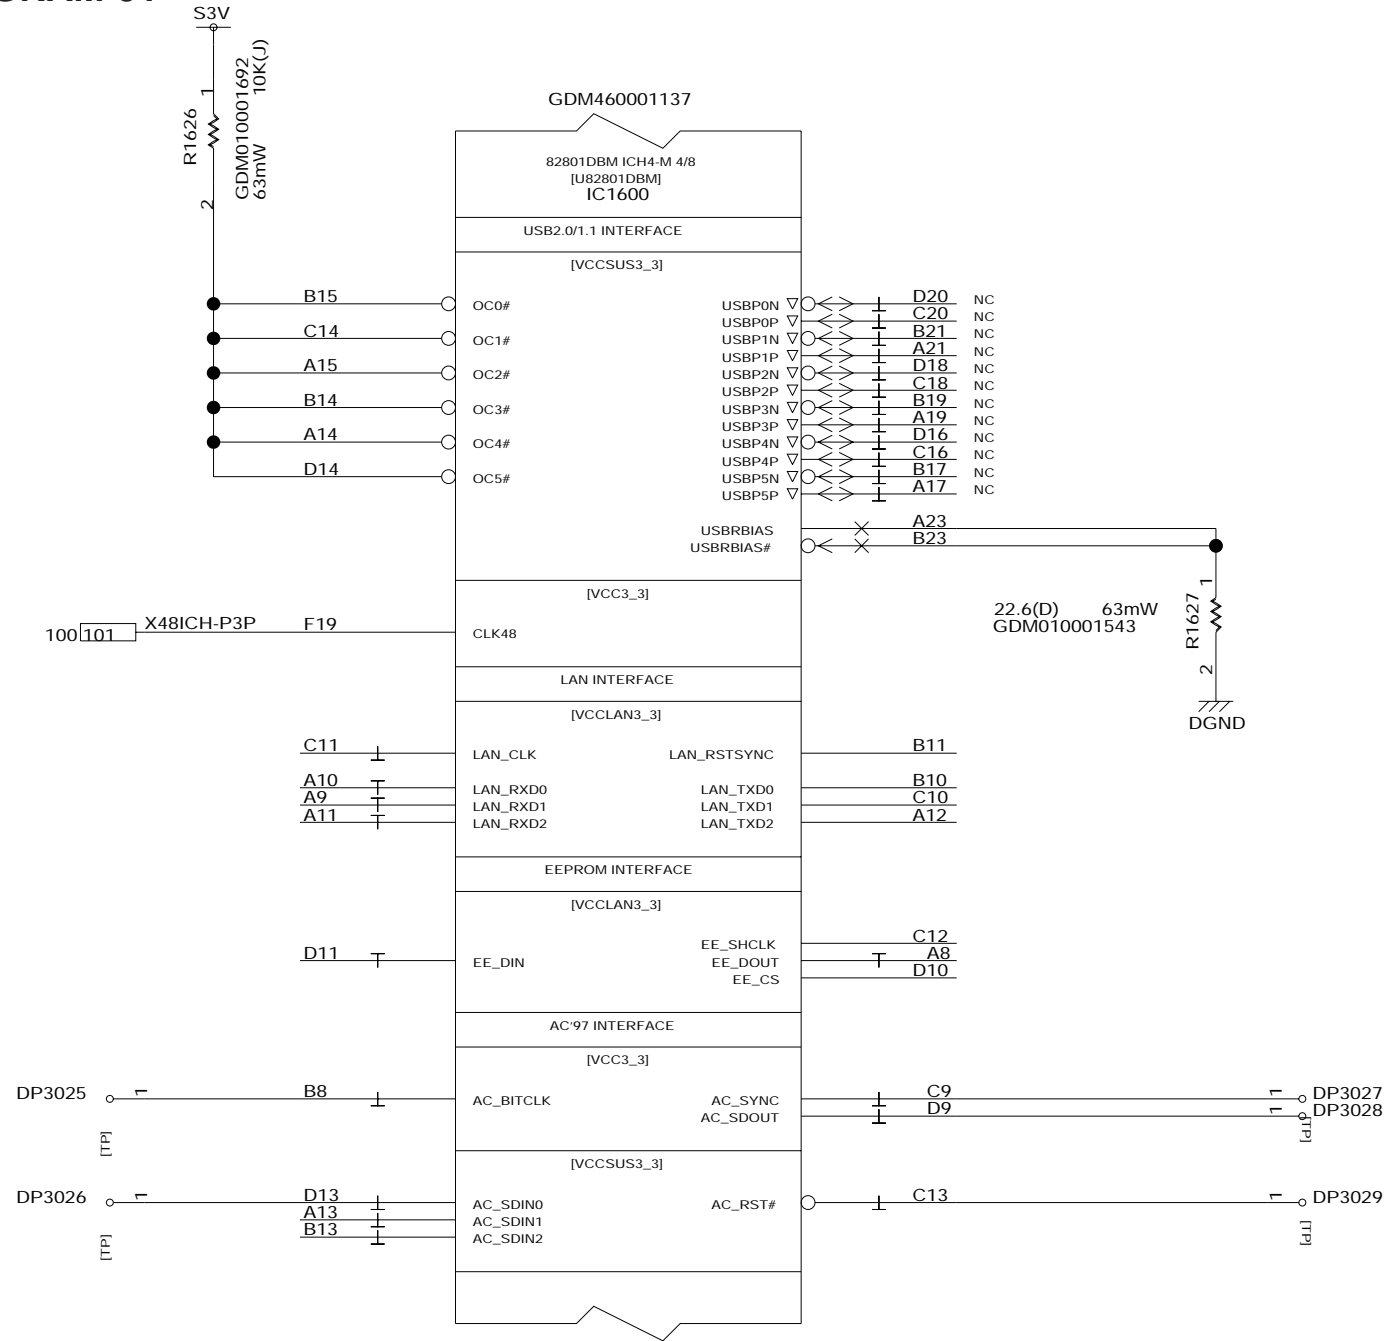 S3V
R1626
1
2
GDM010001692
10K(J)
63mW
GDM460001137
82801DBM ICH4-M 4/8
[U82801DBM]
IC1600
USB2.0/1.1 INTERFACE
[VCCSUS3_3]
B15 OC0# USBP0N D20 NC
USBP0P C20 NC
C14 OC1# USBP1N B21 NC
USBP1P A21 NC
A15 OC2# USBP2N D18 NC
USBP2P C18 NC
B14 OC3# USBP3N B19 NC
USBP3P A19 NC
A14 OC4# USBP4N D16 NC
USBP4P C16 NC
D14 OC5# USBP5N B17 NC
USBP5P A17 NC
USBRBIAS A23
USBRBIAS# B23
[VCC3_3]
22.6(D) 63mW
GDM010001543
R1627
1
2
DGND
100 101 X48ICH-P3P F19 CLK48
LAN INTERFACE
[VCCLAN3_3]
C11 LAN_CLK LAN_RSTSYNC B11
A10 LAN_RXD0 LAN_TXD0 B10
A9 LAN_RXD1 LAN_TXD1 C10
A11 LAN_RXD2 LAN_TXD2 A12
EEPROM INTERFACE
[VCCLAN3_3]
EE_SHCLK C12
D11 EE_DIN EE_DOUT A8
EE_CS D10
AC'97 INTERFACE
[VCC3_3]
DP3025 1 B8 AC_BITCLK AC_SYNC C9 1 DP3027
AC_SDOUT D9 1 DP3028
[TP] [TP]
[VCCSUS3_3]
DP3026 1 D13 AC_SDIN0 AC_RST# C13 1 DP3029
A13 AC_SDIN1
B13 AC_SDIN2
[TP] [TP]